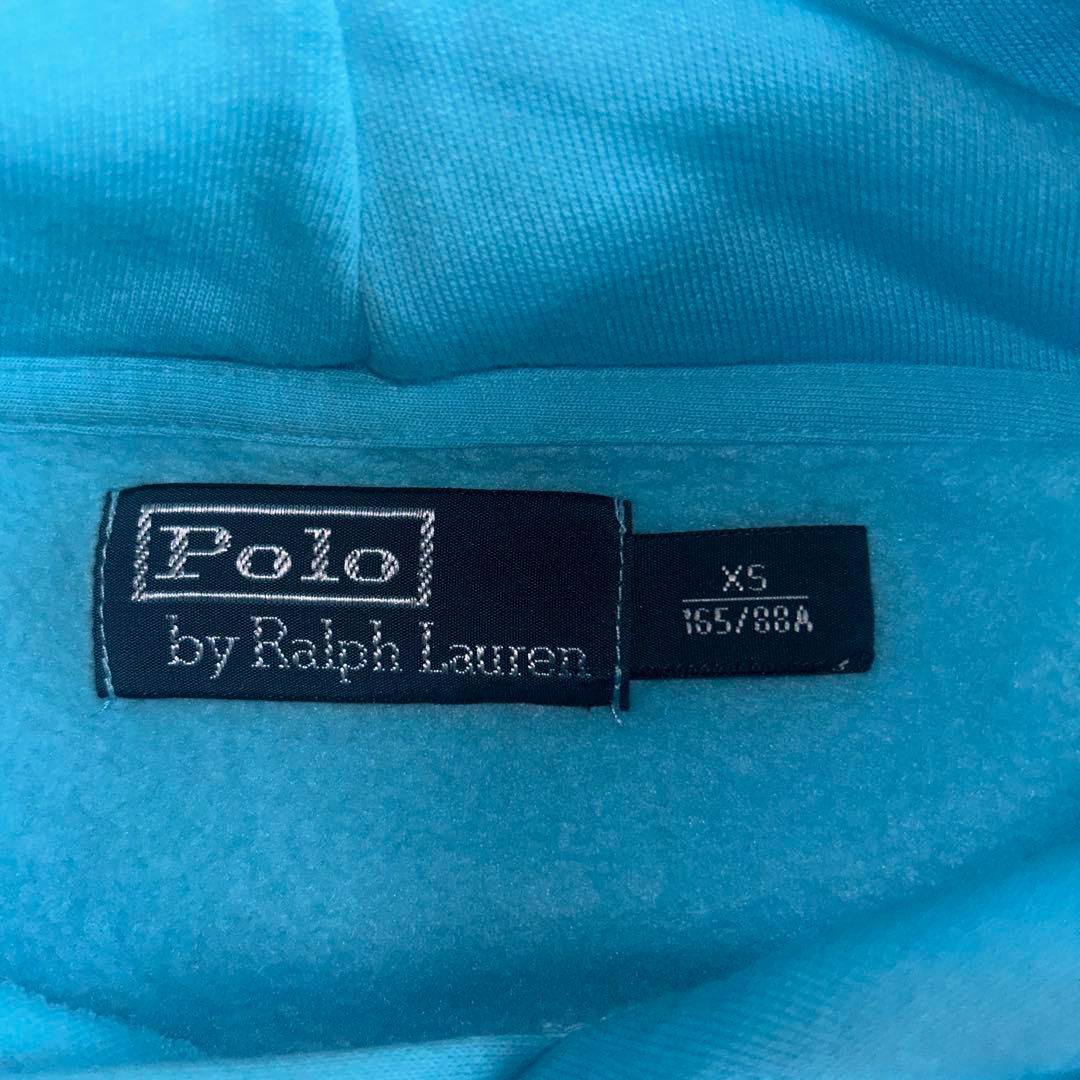 Polo
by Ralph Lauren
XS
165/88A